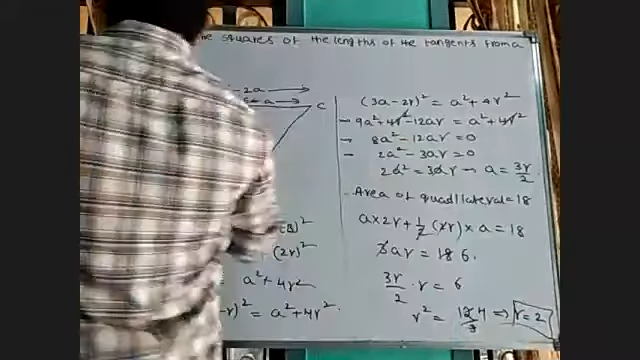 squares of the lengths of the tangents from a
2a
a
C
)²
(2r)²
a² + 4r²
-r)² = a² + 4r²
(3a - 2r)² = a² + 4r²
→ 9a² + 4r² - 12ar = a² + 4r²
→ 8a² - 12ar = 0
→ 2a² - 3ar = 0
2a² = 3ar → a = 3r/2
Area of quadlilateral = 18
a × 2r + 1/2 (2r) × a = 18
3ar = 18 6.
3r/2 · r = 6
r² = 12/3 4 ⇒ r = 2